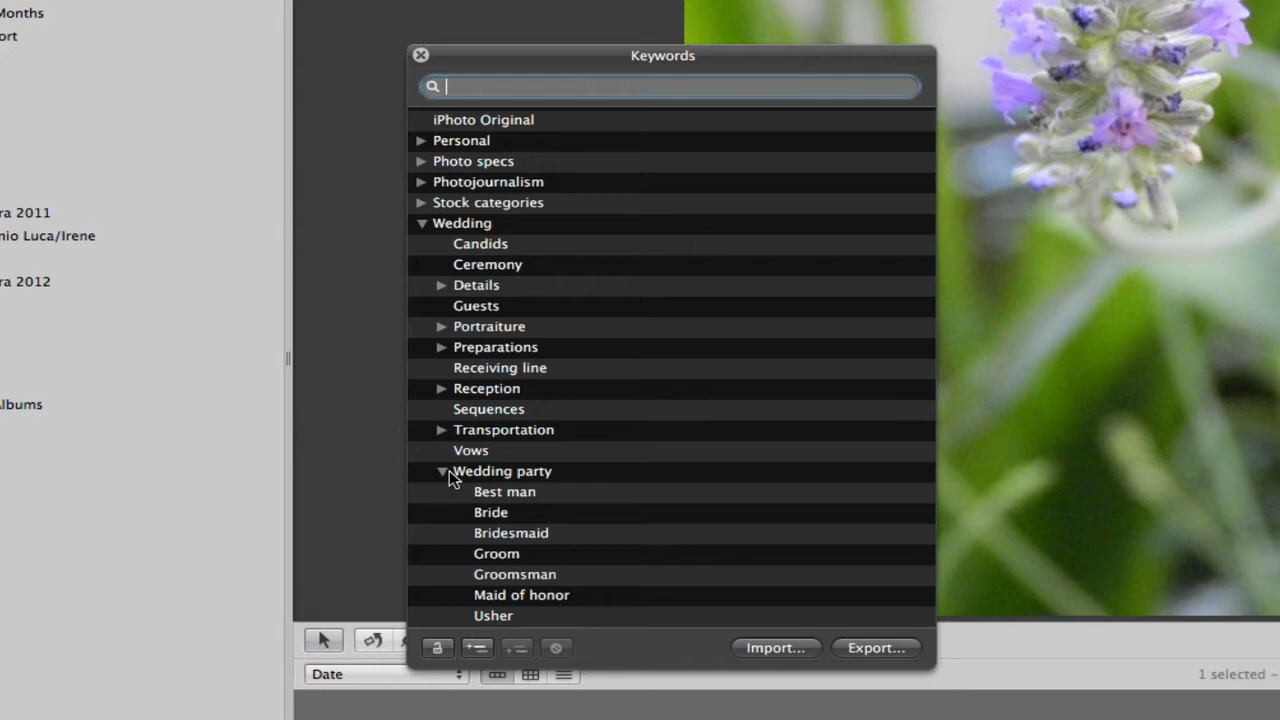 Months
ort
ra 2011
nio Luca/Irene
ra 2012
Albums
Keywords
iPhoto Original
Personal
Photo specs
Photojournalism
Stock categories
Wedding
Candids
Ceremony
Details
Guests
Portraiture
Preparations
Receiving line
Reception
Sequences
Transportation
Vows
Wedding party
Best man
Bride
Bridesmaid
Groom
Groomsman
Maid of honor
Usher
Import...
Export...
Date
1 selected –